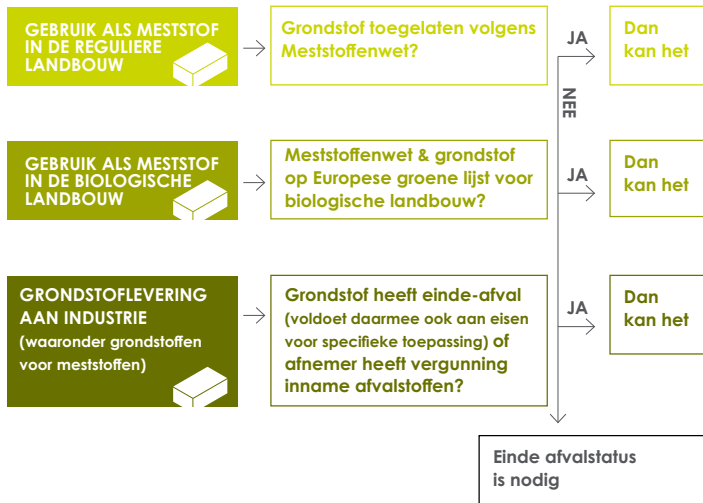 GEBRUIK ALS MESTSTOF
IN DE REGULIERE
LANDBOUW
Grondstof toegelaten volgens
Meststoffenwet?
JA
Dan
kan het
NEE
GEBRUIK ALS MESTSTOF
IN DE BIOLOGISCHE
LANDBOUW
Meststoffenwet & grondstof
op Europese groene lijst voor
biologische landbouw?
JA
Dan
kan het
GRONDSTOFLEVERING
AAN INDUSTRIE
(waaronder grondstoffen
voor meststoffen)
Grondstof heeft einde-afval
(voldoet daarmee ook aan eisen
voor specifieke toepassing) of
afnemer heeft vergunning
inname afvalstoffen?
JA
Dan
kan het
Einde afvalstatus
is nodig